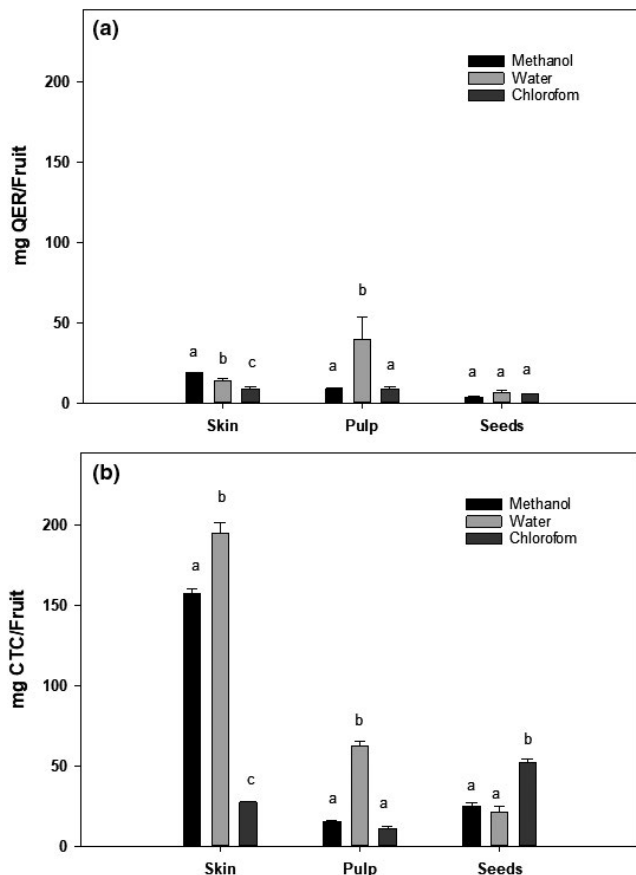 (a)
Methanol
Water
Chlorofom
200
150
100
50
0
mg QER/Fruit
a b c
a b a
a a a
Skin Pulp Seeds
(b)
Methanol
Water
Chlorofom
200
150
100
50
0
mg CTC/Fruit
a b c
a b a
a a b
Skin Pulp Seeds